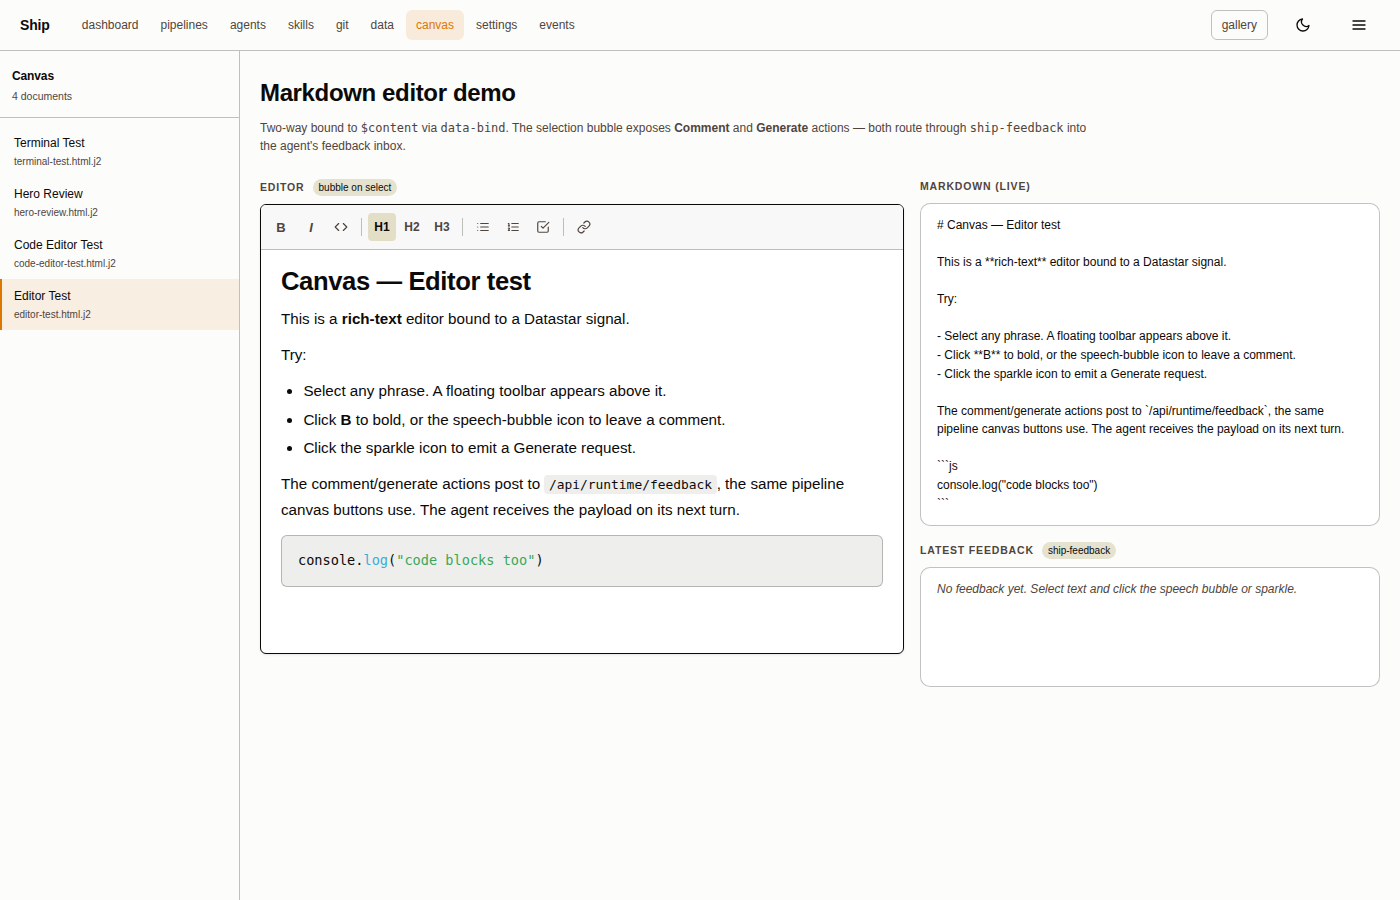 Ship
dashboard
pipelines
agents
skills
git
data
canvas
settings
events
gallery
Canvas
4 documents
Terminal Test
terminal-test.html.j2
Hero Review
hero-review.html.j2
Code Editor Test
code-editor-test.html.j2
Editor Test
editor-test.html.j2
Markdown editor demo
Two-way bound to $content via data-bind. The selection bubble exposes Comment and Generate actions — both route through ship-feedback into
the agent's feedback inbox.
EDITOR bubble on select
B I <> H1 H2 H3
Canvas — Editor test
This is a rich-text editor bound to a Datastar signal.
Try:
• Select any phrase. A floating toolbar appears above it.
• Click B to bold, or the speech-bubble icon to leave a comment.
• Click the sparkle icon to emit a Generate request.
The comment/generate actions post to /api/runtime/feedback, the same pipeline
canvas buttons use. The agent receives the payload on its next turn.
console.log("code blocks too")
MARKDOWN (LIVE)
# Canvas — Editor test
This is a **rich-text** editor bound to a Datastar signal.
Try:
- Select any phrase. A floating toolbar appears above it.
- Click **B** to bold, or the speech-bubble icon to leave a comment.
- Click the sparkle icon to emit a Generate request.
The comment/generate actions post to `/api/runtime/feedback`, the same
pipeline canvas buttons use. The agent receives the payload on its next turn.
```js
console.log("code blocks too")
```
LATEST FEEDBACK ship-feedback
No feedback yet. Select text and click the speech bubble or sparkle.